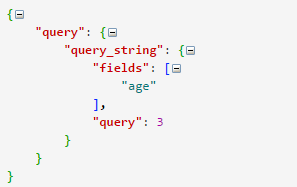 {
"query": {
"query_string": {
"fields": [
"age"
],
"query": 3
}
}
}